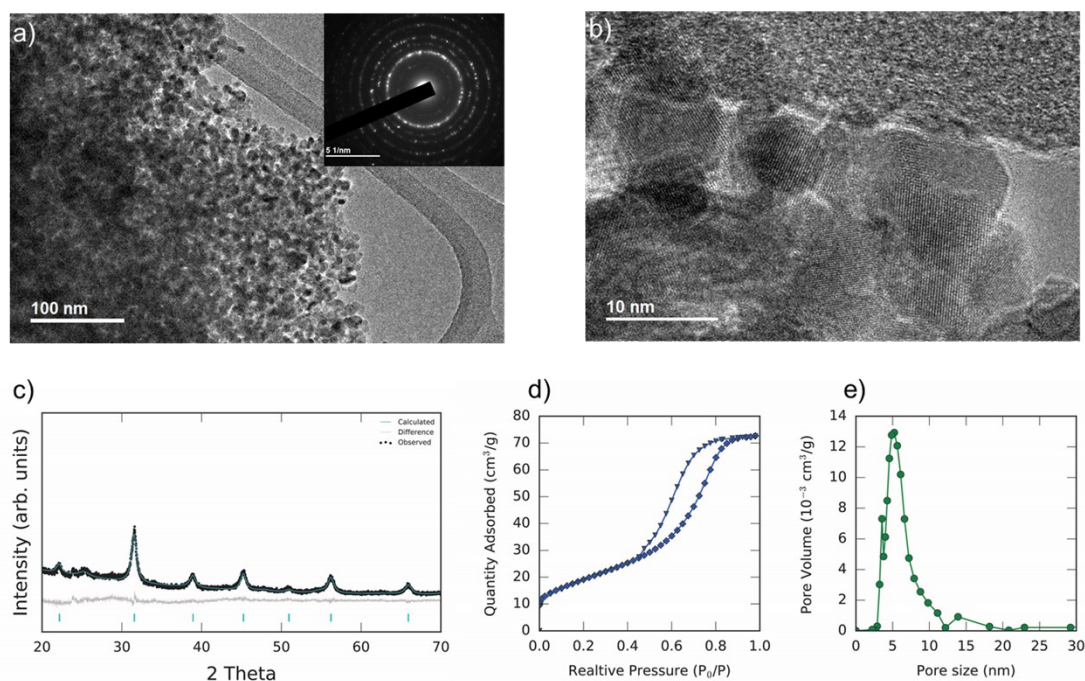 a)
5 1/nm
100 nm
b)
10 nm
c)
Calculated
Difference
Observed
Intensity (arb. units)
20 30 40 50 60 70
2 Theta
d)
80
70
60
50
40
30
20
10
0
Quantity Adsorbed (cm³/g)
0.0 0.2 0.4 0.6 0.8 1.0
Realtive Pressure (P₀/P)
e)
14
12
10
8
6
4
2
0
Pore Volume (10⁻³ cm³/g)
0 5 10 15 20 25 30
Pore size (nm)